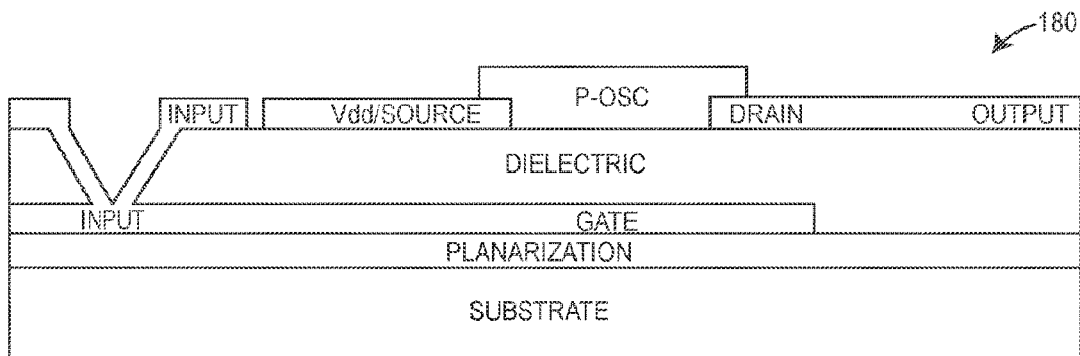 180
P-OSC
INPUT Vdd/SOURCE DRAIN OUTPUT
DIELECTRIC
INPUT GATE
PLANARIZATION
SUBSTRATE